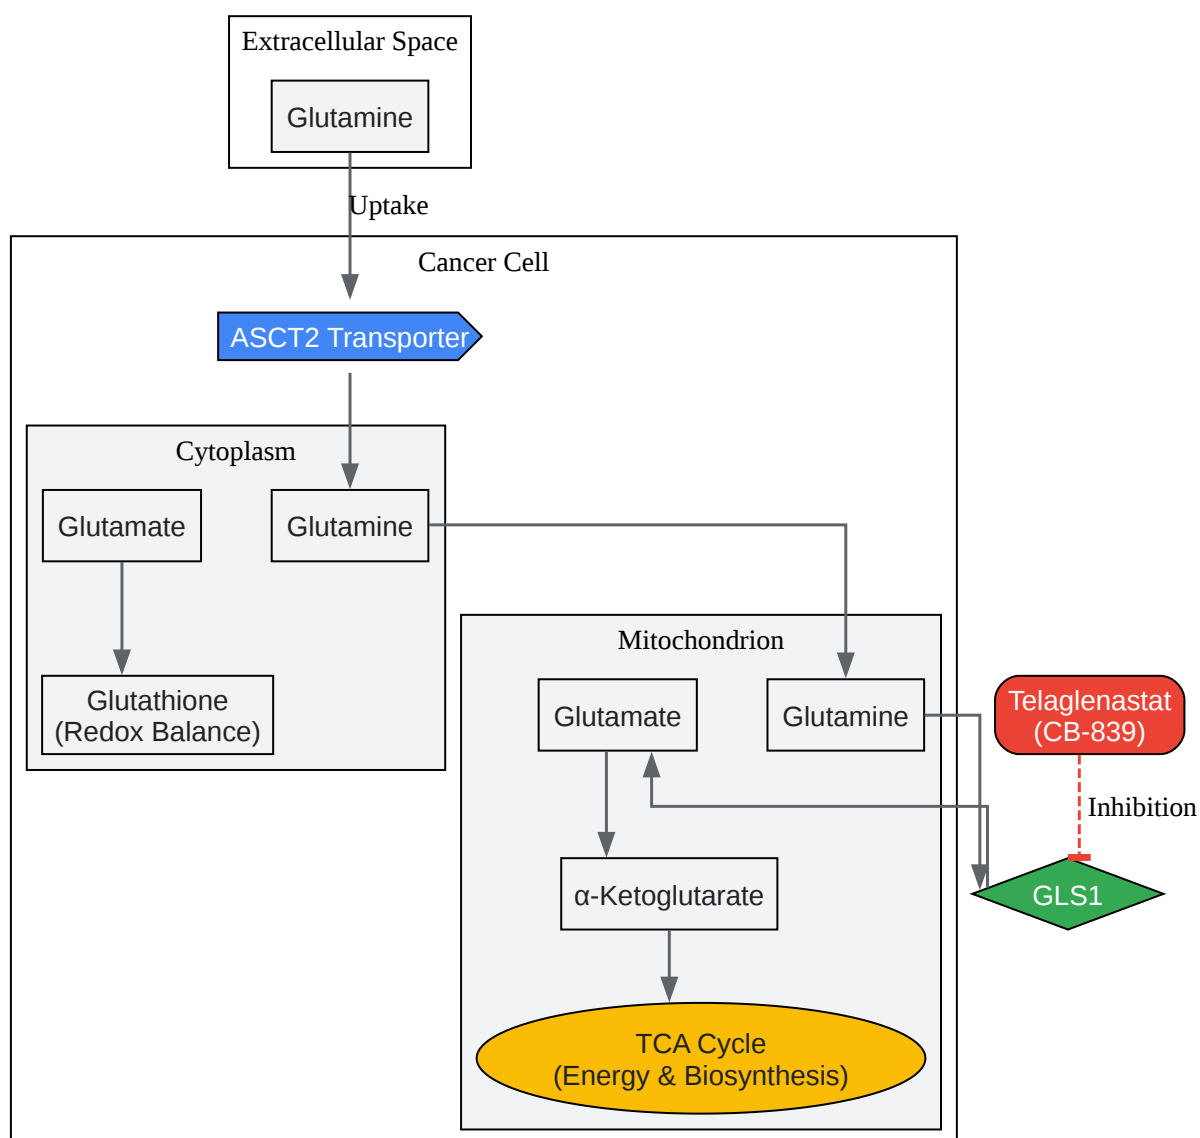 Extracellular Space
Glutamine
Uptake
Cancer Cell
ASCT2 Transporter
Cytoplasm
Glutamate
Glutamine
Glutathione
(Redox Balance)
Mitochondrion
Glutamate
Glutamine
Telaglenastat
(CB-839)
Inhibition
α-Ketoglutarate
GLS1
TCA Cycle
(Energy & Biosynthesis)